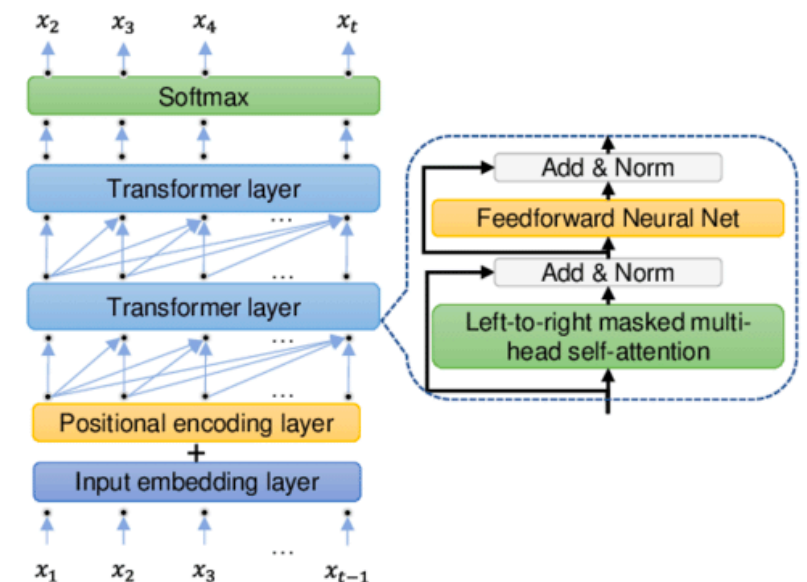 x₂ x₃ x₄ xₜ
Softmax
Transformer layer
...
...
Transformer layer
...
...
Positional encoding layer
+
Input embedding layer
...
x₁ x₂ x₃ xₜ₋₁
Add & Norm
Feedforward Neural Net
Add & Norm
Left-to-right masked multi-
head self-attention